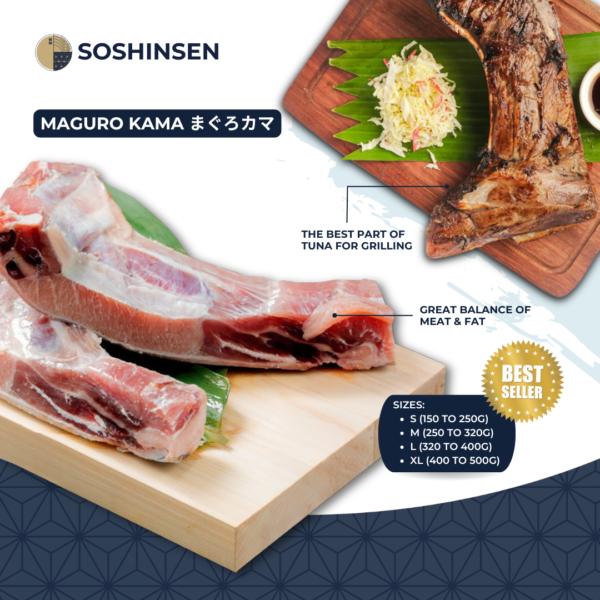 SOSHINSEN
MAGURO KAMA まぐろカマ
THE BEST PART OF
TUNA FOR GRILLING
GREAT BALANCE OF
MEAT & FAT
BEST
SELLER
SIZES:
• S (150 TO 250G)
• M (250 TO 320G)
• L (320 TO 400G)
• XL (400 TO 500G)